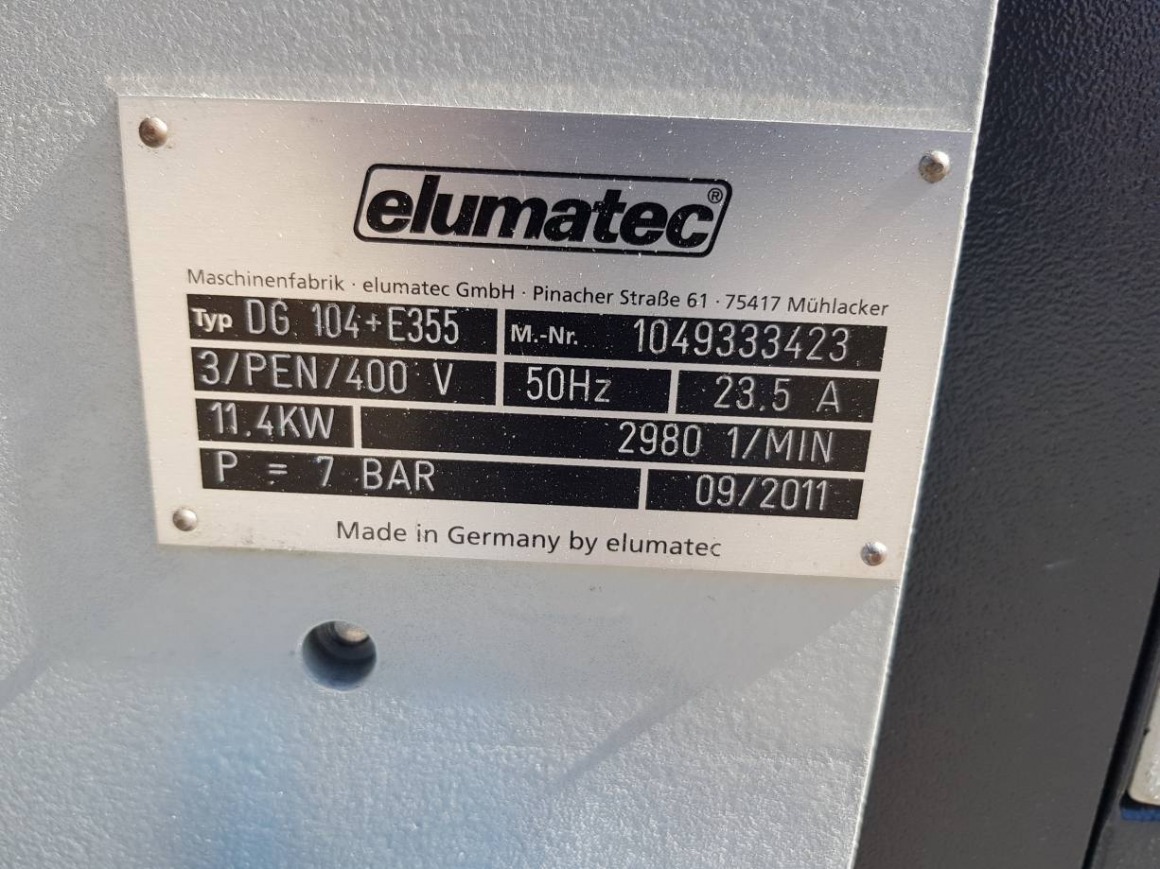 elumatec®
Maschinenfabrik · elumatec GmbH · Pinacher Straße 61 · 75417 Mühlacker
Typ DG 104+E355 M.-Nr. 1049333423
3/PEN/400 V 50Hz 23.5 A
11.4KW 2980 1/MIN
P = 7 BAR 09/2011
Made in Germany by elumatec